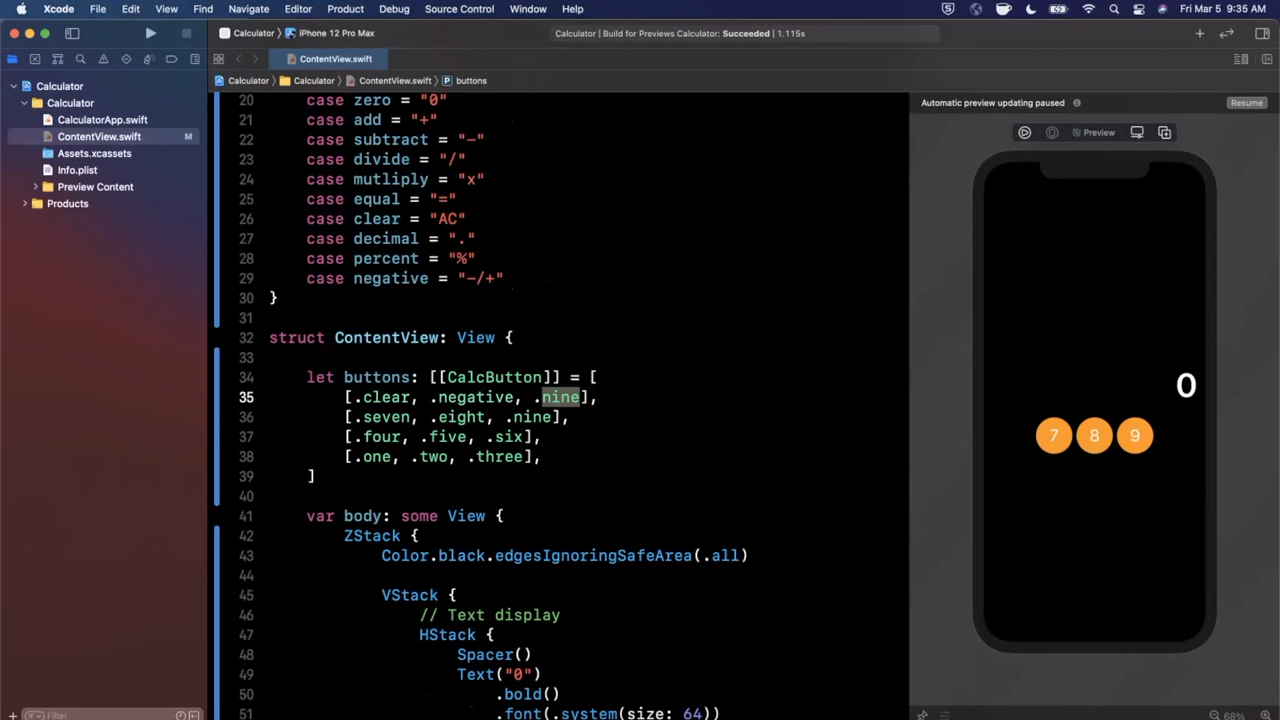 Xcode File Edit View Find Navigate Editor Product Debug Source Control Window Help Fri Mar 5 9:35 AM
Calculator iPhone 12 Pro Max Calculator | Build for Previews Calculator: Succeeded | 1.115s
ContentView.swift
Calculator Calculator ContentView.swift P buttons
Calculator
Calculator
CalculatorApp.swift
ContentView.swift M
Assets.xcassets
Info.plist
Preview Content
Products
Filter
20 case zero = "0"
21 case add = "+"
22 case subtract = "-"
23 case divide = "/"
24 case mutliply = "x"
25 case equal = "="
26 case clear = "AC"
27 case decimal = "."
28 case percent = "%"
29 case negative = "-/+"
30 }
31
32 struct ContentView: View {
33
34 let buttons: [[CalcButton]] = [
35 [.clear, .negative, .nine],
36 [.seven, .eight, .nine],
37 [.four, .five, .six],
38 [.one, .two, .three],
39 ]
40
41 var body: some View {
42 ZStack {
43 Color.black.edgesIgnoringSafeArea(.all)
44
45 VStack {
46 // Text display
47 HStack {
48 Spacer()
49 Text("0")
50 .bold()
51 .font(.system(size: 64))
Automatic preview updating paused Resume
Preview
0
7 8 9
68%